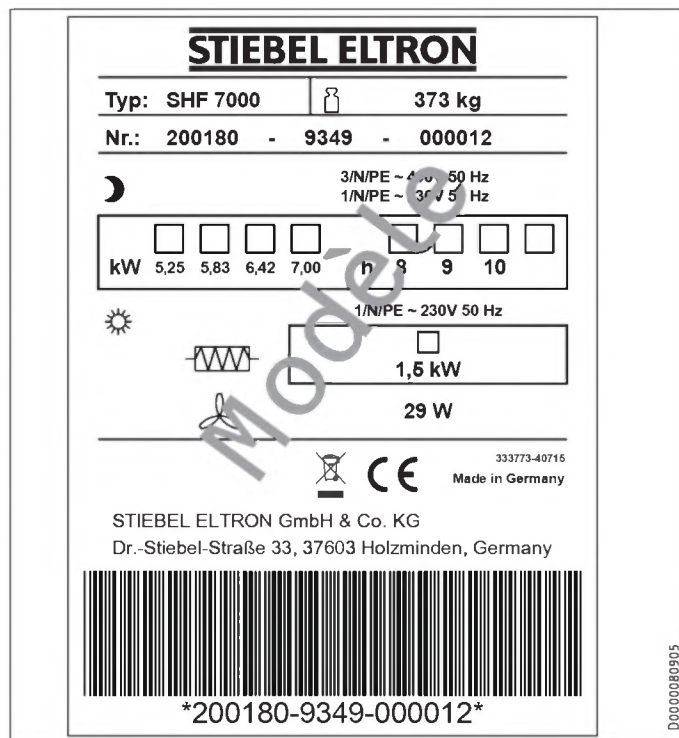 STIEBEL ELTRON
Typ: SHF 7000 373 kg
Nr.: 200180 - 9349 - 000012
3/N/PE ~ 50 Hz
1/N/PE ~ Hz
kW 5,25 5,83 6,42 7,00 h 8 9 10
1/N/PE ~ 230V 50 Hz
1,5 kW
29 W
Modèle
333773-40715
CE Made in Germany
STIEBEL ELTRON GmbH & Co. KG
Dr.-Stiebel-Straße 33, 37603 Holzminden, Germany
*200180-9349-000012*
D0000080905